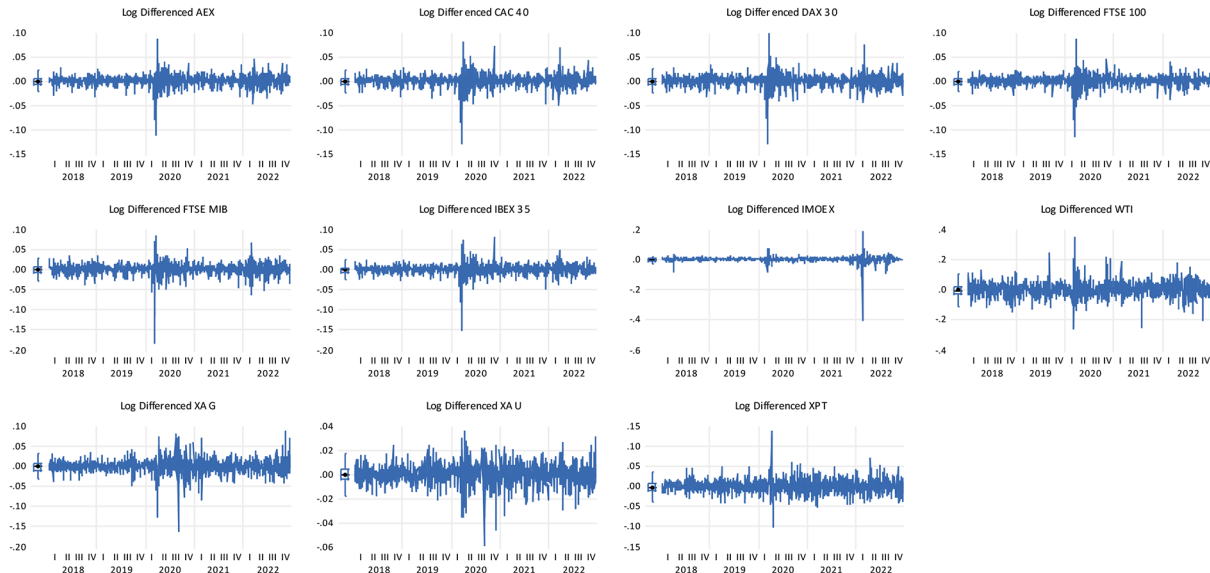 Log Differenced AEX
Log Differenced CAC 40
Log Differenced DAX 30
Log Differenced FTSE 100
.10
.05
.00
-.05
-.10
-.15
.10
.05
.00
-.05
-.10
-.15
.10
.05
.00
-.05
-.10
-.15
.10
.05
.00
-.05
-.10
-.15
I II III IV I II III IV I II III IV I II III IV I II III IV
2018 2019 2020 2021 2022
I II III IV I II III IV I II III IV I II III IV I II III IV
2018 2019 2020 2021 2022
I II III IV I II III IV I II III IV I II III IV I II III IV
2018 2019 2020 2021 2022
I II III IV I II III IV I II III IV I II III IV I II III IV
2018 2019 2020 2021 2022
Log Differenced FTSE MIB
Log Differenced IBEX 35
Log Differenced IMOEX
Log Differenced WTI
.10
.05
.00
-.05
-.10
-.15
-.20
.10
.05
.00
-.05
-.10
-.15
-.20
.2
.0
-.2
-.4
-.6
.4
.2
.0
-.2
-.4
I II III IV I II III IV I II III IV I II III IV I II III IV
2018 2019 2020 2021 2022
I II III IV I II III IV I II III IV I II III IV I II III IV
2018 2019 2020 2021 2022
I II III IV I II III IV I II III IV I II III IV I II III IV
2018 2019 2020 2021 2022
I II III IV I II III IV I II III IV I II III IV I II III IV
2018 2019 2020 2021 2022
Log Differenced XAG
Log Differenced XAU
Log Differenced XPT
.10
.05
.00
-.05
-.10
-.15
-.20
.04
.02
.00
-.02
-.04
-.06
.15
.10
.05
.00
-.05
-.10
-.15
I II III IV I II III IV I II III IV I II III IV I II III IV
2018 2019 2020 2021 2022
I II III IV I II III IV I II III IV I II III IV I II III IV
2018 2019 2020 2021 2022
I II III IV I II III IV I II III IV I II III IV I II III IV
2018 2019 2020 2021 2022